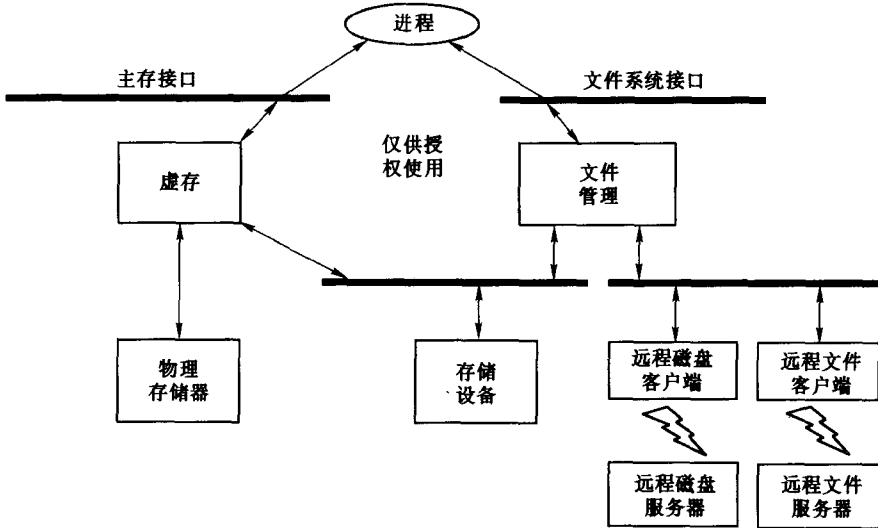 进程
主存接口
文件系统接口
仅供授
权使用
虚存
文件
管理
物理
存储器
存储
设备
远程磁盘
客户端
远程文件
客户端
远程磁盘
服务器
远程文件
服务器